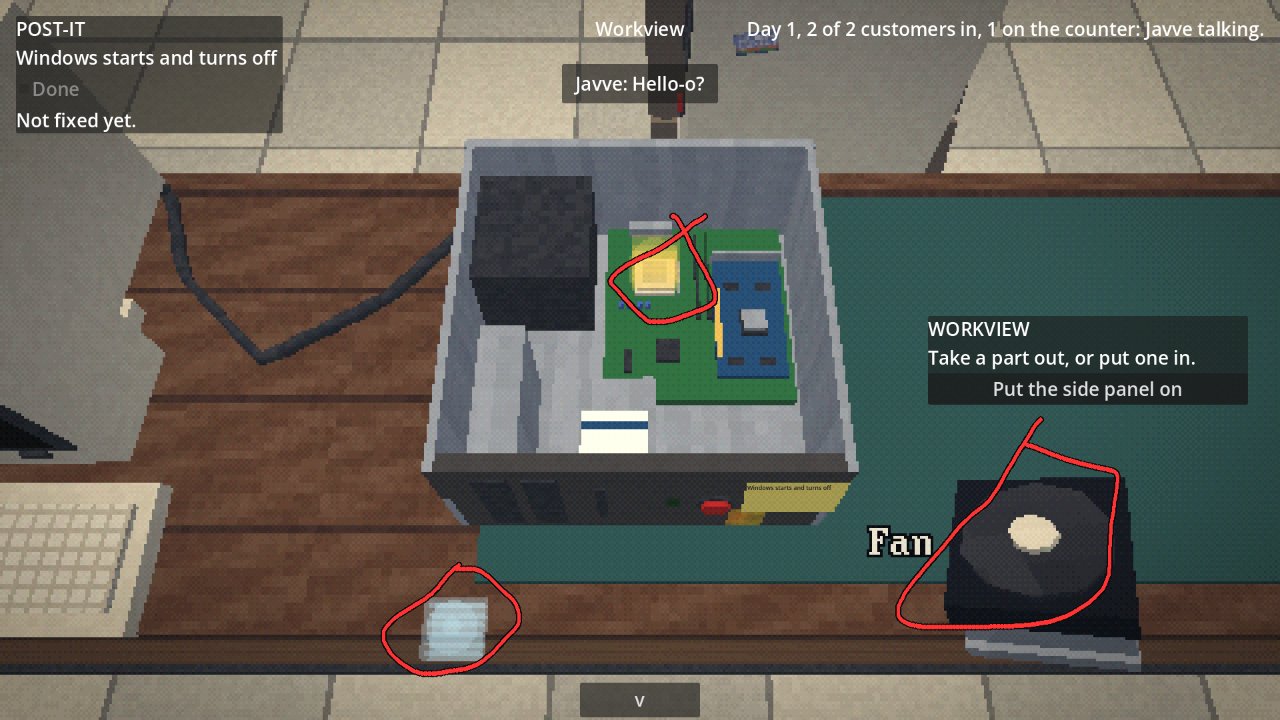 POST-IT
Windows starts and turns off
Done
Not fixed yet.
Workview
Day 1, 2 of 2 customers in, 1 on the counter: Javve talking.
Javve: Hello-o?
WORKVIEW
Take a part out, or put one in.
Put the side panel on
Windows starts and turns off
Fan
v